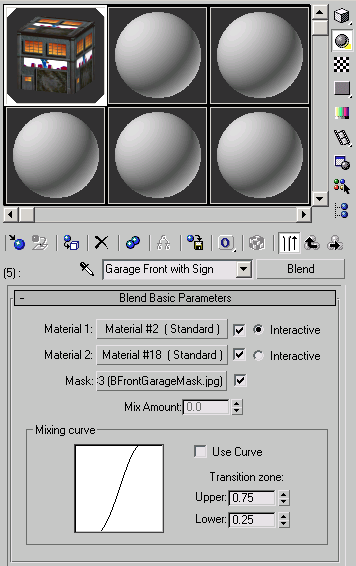 (5) :
Garage Front with Sign
Blend
- Blend Basic Parameters
Material 1: Material #2 ( Standard ) Interactive
Material 2: Material #18 ( Standard ) Interactive
Mask: :3 (BFrontGarageMask.jpg)
Mix Amount: 0.0
Mixing curve
Use Curve
Transition zone:
Upper: 0.75
Lower: 0.25